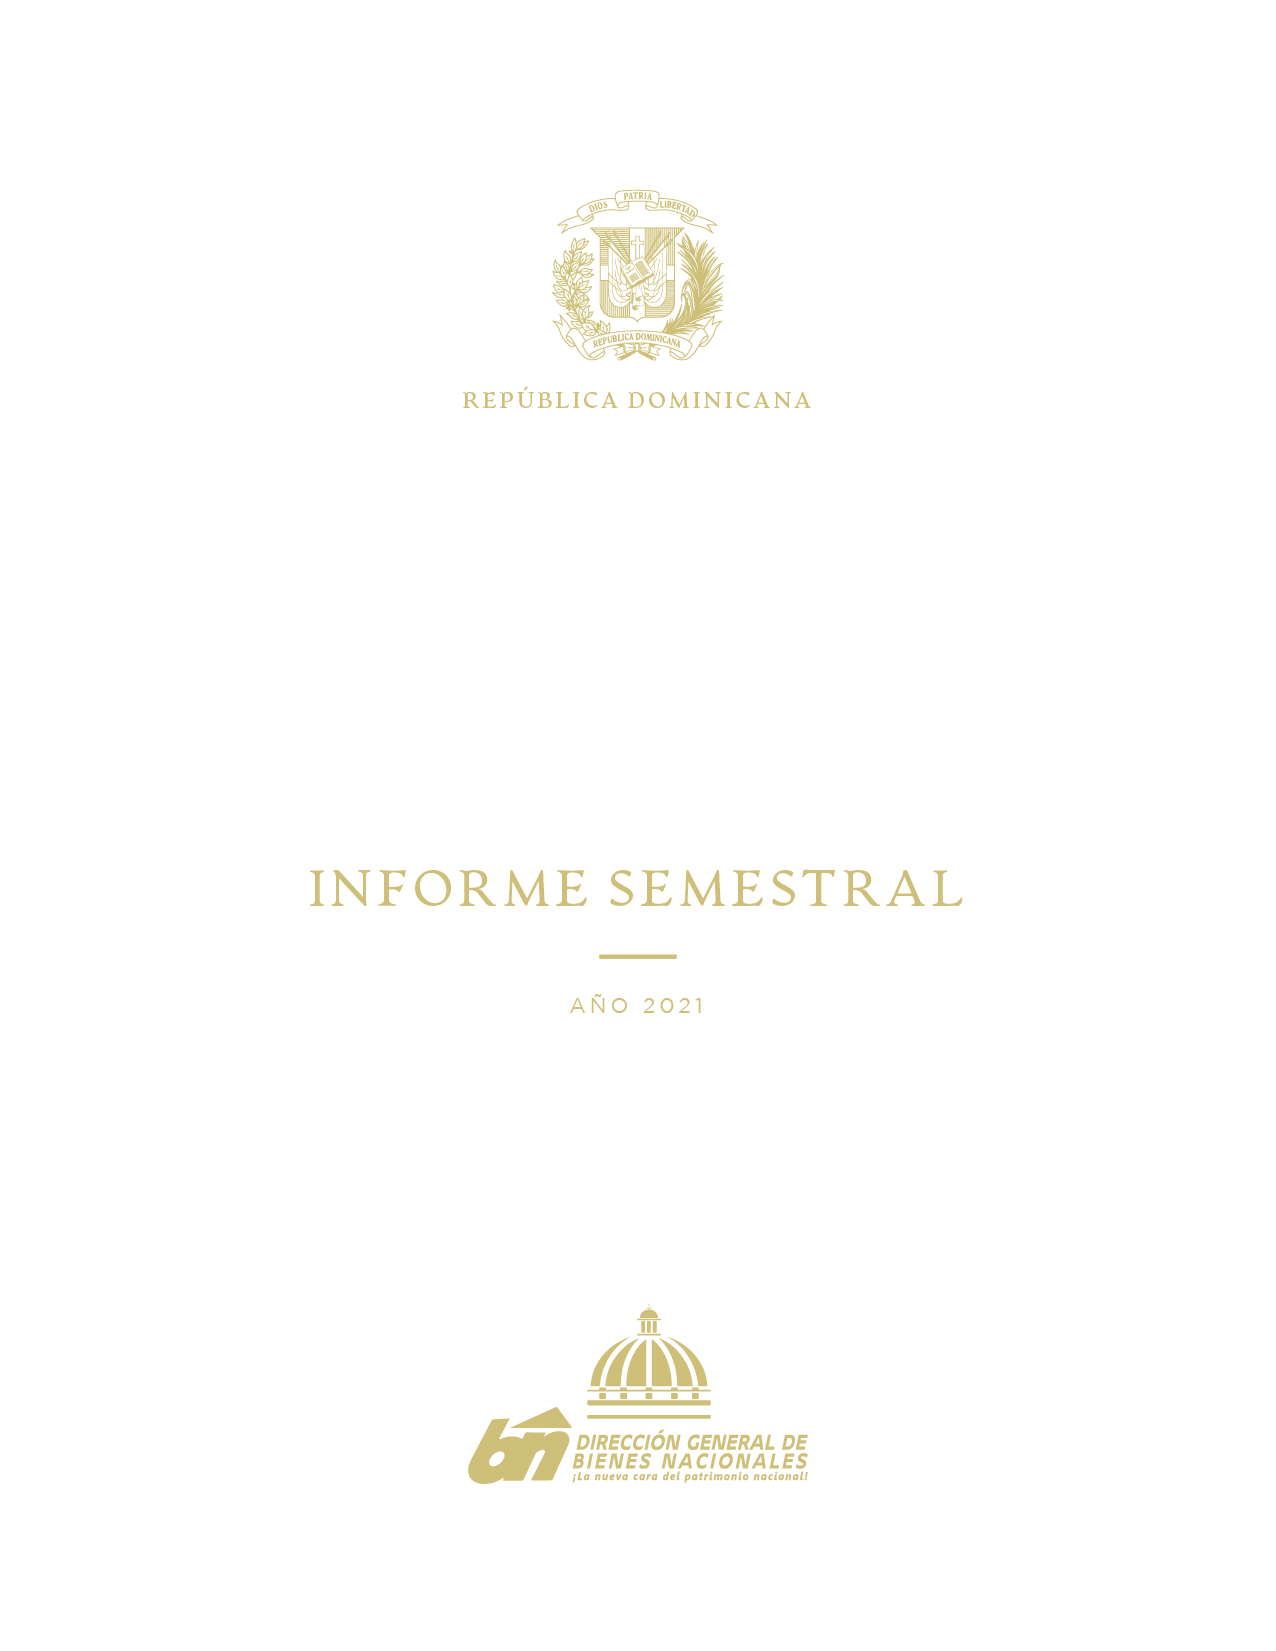 DIOS PATRIA LIBERTAD
REPUBLICA DOMINICANA
REPÚBLICA DOMINICANA
INFORME SEMESTRAL
AÑO 2021
bn
DIRECCIÓN GENERAL DE
BIENES NACIONALES
¡La nueva cara del patrimonio nacional!